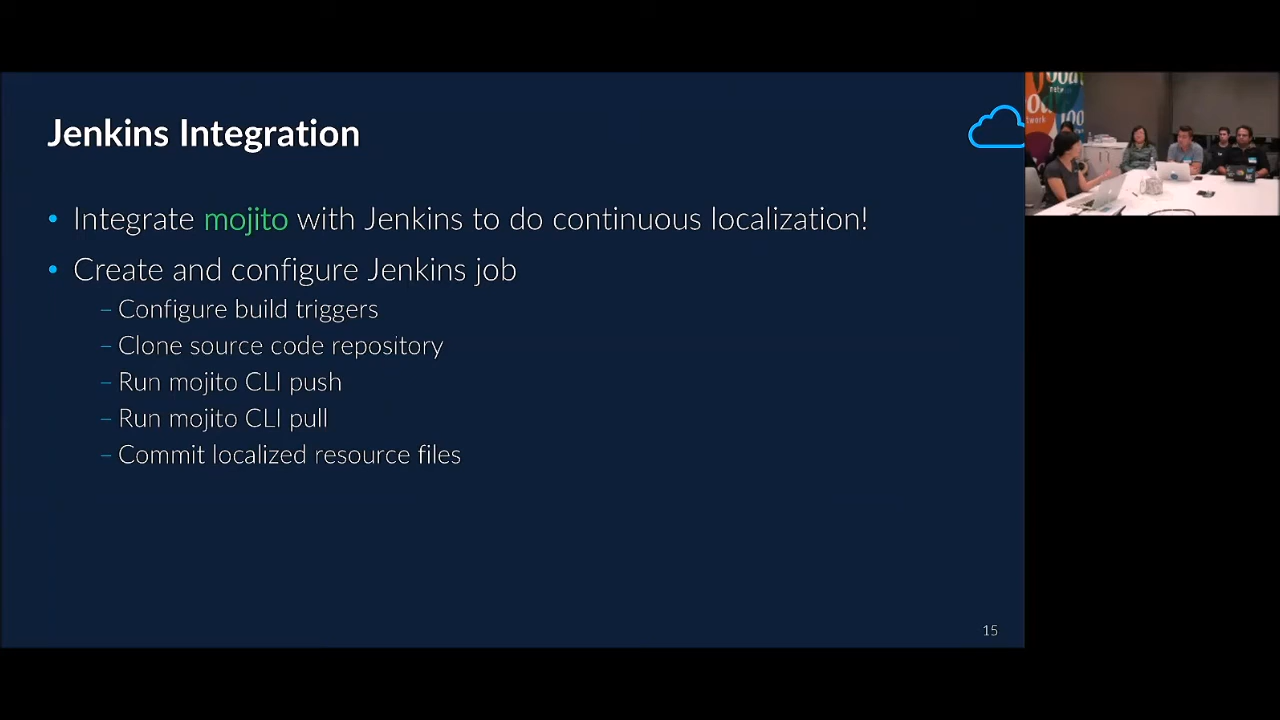 Jenkins Integration
• Integrate mojito with Jenkins to do continuous localization!
• Create and configure Jenkins job
– Configure build triggers
– Clone source code repository
– Run mojito CLI push
– Run mojito CLI pull
– Commit localized resource files
15